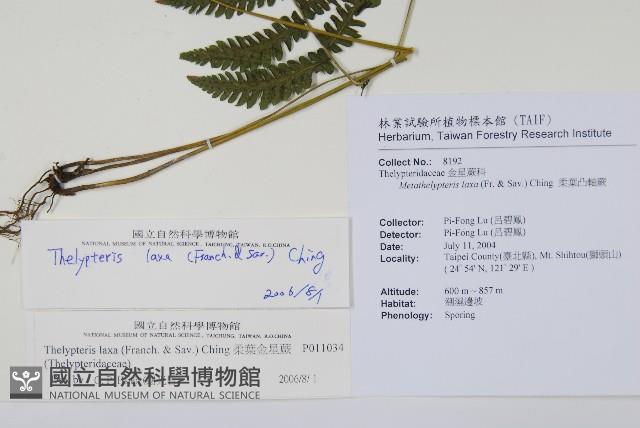 林業試驗所植物標本館 (TAIF)
Herbarium, Taiwan Forestry Research Institute
Collect No.: 8192
Thelypteridaceae 金星蕨科
Metathelypteris laxa (Fr. & Sav.) Ching 柔葉凸軸蕨
Collector: Pi-Fong Lu (呂碧鳳)
Detector: Pi-Fong Lu (呂碧鳳)
Date: July 11, 2004
Locality: Taipei County(臺北縣), Mt. Shihtou(獅頭山)
( 24° 54' N, 121° 29' E )
Altitude: 600 m ~ 857 m
Habitat: 潮濕邊坡
Phenology: Sporing
國立自然科學博物館
NATIONAL MUSEUM OF NATURAL SCIENCE, TAICHUNG, TAIWAN, R.O.CHINA
Thelypteris laxa (Franch. & Sav.) Ching
2006/8/1
國立自然科學博物館
NATIONAL MUSEUM OF NATURAL SCIENCE, TAICHUNG, TAIWAN, R.O.CHINA
Thelypteris laxa (Franch. & Sav.) Ching 柔葉金星蕨 P011034
(Thelypteridaceae)
2006/8/ 1
國立自然科學博物館
NATIONAL MUSEUM OF NATURAL SCIENCE